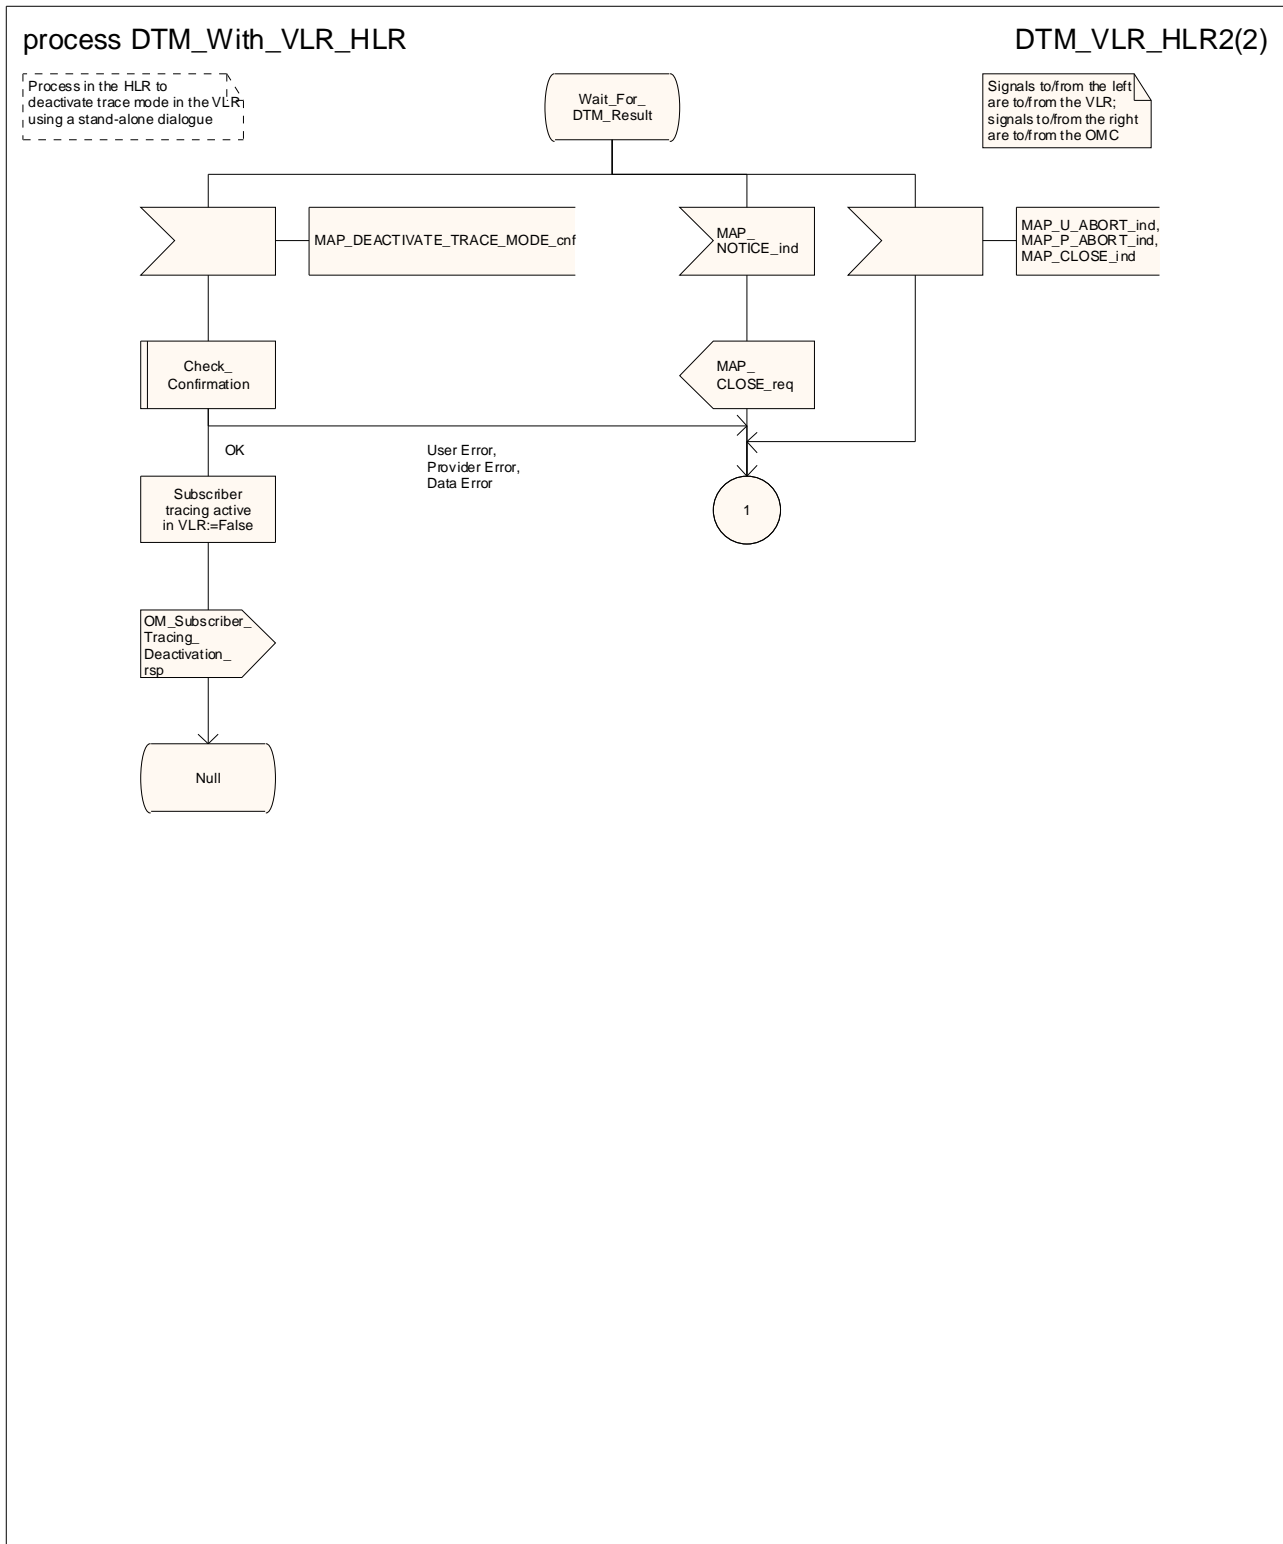 process DTM_With_VLR_HLR
DTM_VLR_HLR2(2)
Process in the HLR to
deactivate trace mode in the VLR
using a stand-alone dialogue
Wait_For_
DTM_Result
Signals to/from the left
are to/from the VLR;
signals to/from the right
are to/from the OMC
MAP_DEACTIVATE_TRACE_MODE_cnf
MAP_
NOTICE_ind
MAP_U_ABORT_ind,
MAP_P_ABORT_ind,
MAP_CLOSE_ind
Check_
Confirmation
MAP_
CLOSE_req
OK
User Error,
Provider Error,
Data Error
Subscriber
tracing active
in VLR:=False
1
OM_Subscriber_
Tracing_
Deactivation_
rsp
Null